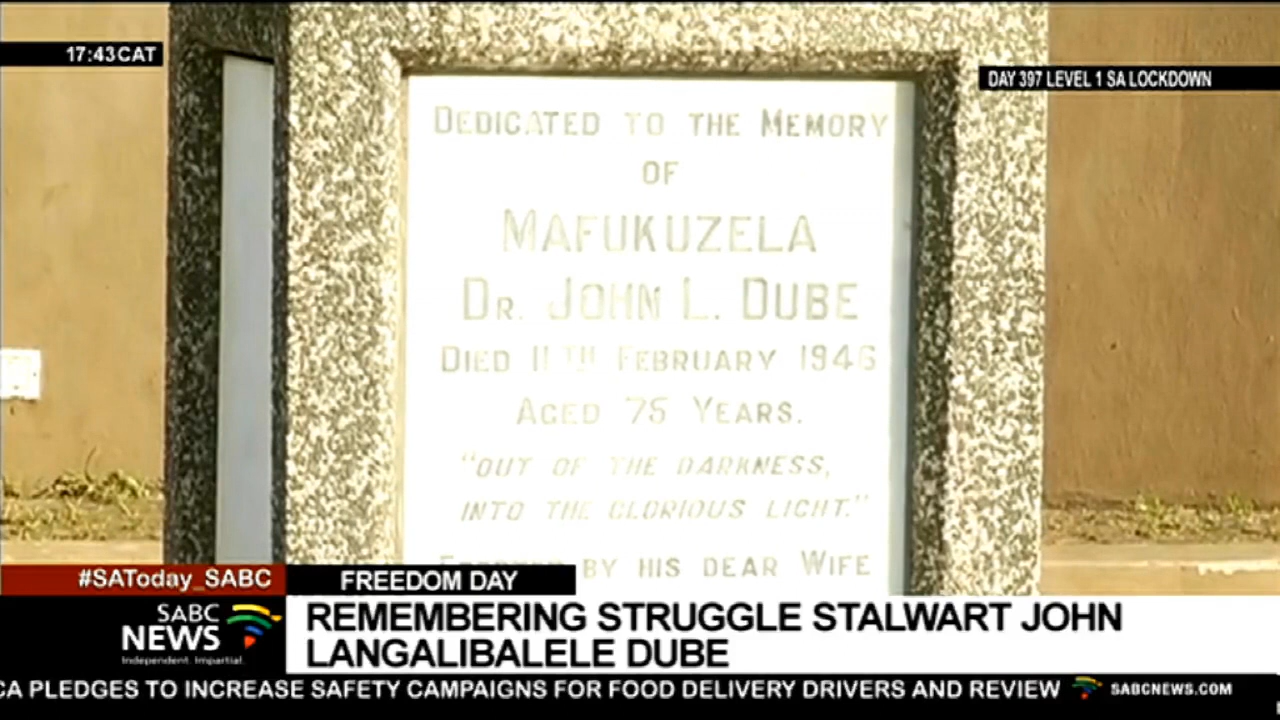 17:43CAT
DAY 397 LEVEL 1 SA LOCKDOWN
DEDICATED TO THE MEMORY
OF
MAFUKUZELA
DR. JOHN L. DUBE
DIED 11TH FEBRUARY 1946
AGED 75 YEARS.
"OUT OF THE DARKNESS,
INTO THE GLORIOUS LIGHT."
BY HIS DEAR WIFE
#SAToday_SABC
FREEDOM DAY
SABC
NEWS
Independent. Impartial.
REMEMBERING STRUGGLE STALWART JOHN
LANGALIBALELE DUBE
CA PLEDGES TO INCREASE SAFETY CAMPAIGNS FOR FOOD DELIVERY DRIVERS AND REVIEW
SABCNEWS.COM